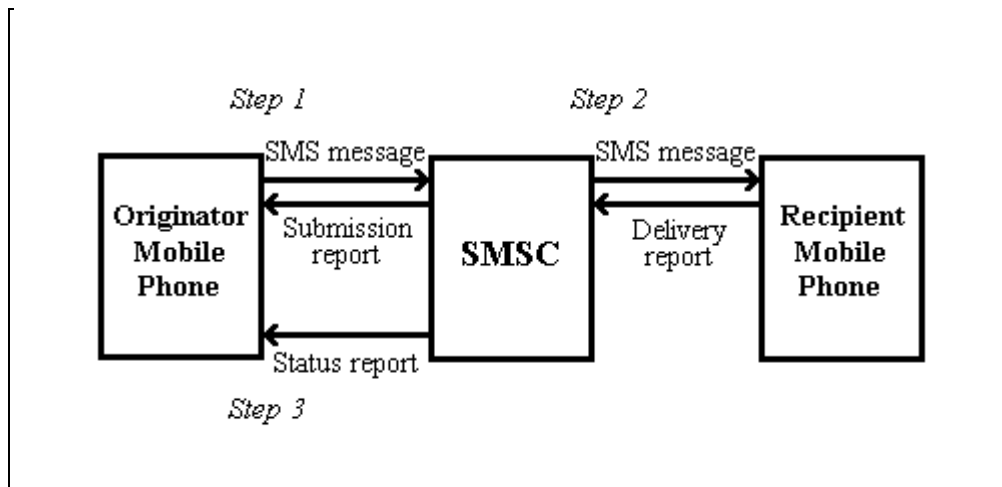 Step 1
Step 2
SMS message
SMS message
Originator
Mobile
Phone
Submission
report
SMSC
Delivery
report
Recipient
Mobile
Phone
Status report
Step 3